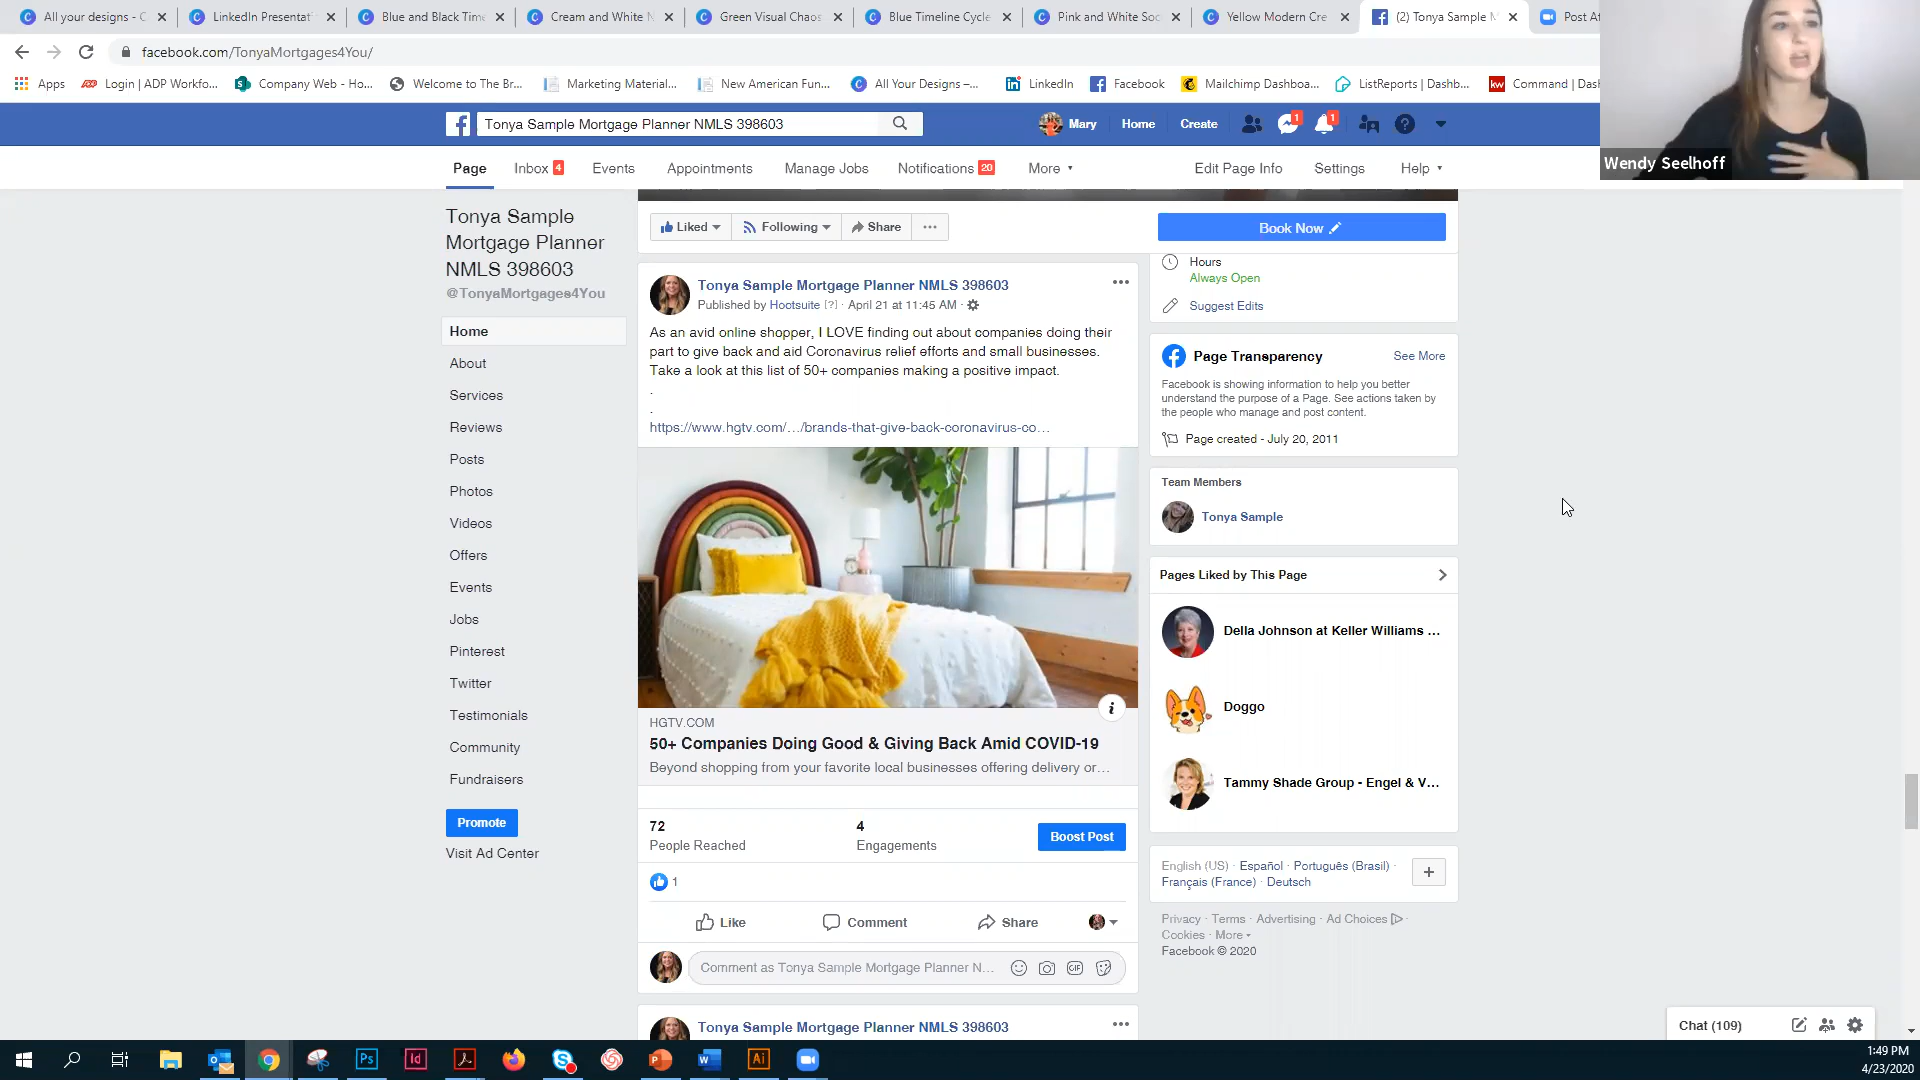 All your designs - C
LinkedIn Presentat
Blue and Black Time
Cream and White N
Green Visual Chaos
Blue Timeline Cycle
Pink and White Soc
Yellow Modern Cre
(2) Tonya Sample M
Post At
facebook.com/TonyaMortgages4You/
Apps
Login | ADP Workfo...
Company Web - Ho...
Welcome to The Br...
Marketing Material...
New American Fun...
All Your Designs –...
LinkedIn
Facebook
Mailchimp Dashboa...
ListReports | Dashb...
Command | Das
Wendy Seelhoff
Tonya Sample Mortgage Planner NMLS 398603
Mary
Home
Create
1
1
Page
Inbox 4
Events
Appointments
Manage Jobs
Notifications 20
More
Edit Page Info
Settings
Help
Tonya Sample
Mortgage Planner
NMLS 398603
@TonyaMortgages4You
Home
About
Services
Reviews
Posts
Photos
Videos
Offers
Events
Jobs
Pinterest
Twitter
Testimonials
Community
Fundraisers
Promote
Visit Ad Center
Liked
Following
Share
Book Now
Tonya Sample Mortgage Planner NMLS 398603
Published by Hootsuite [?] · April 21 at 11:45 AM ·
As an avid online shopper, I LOVE finding out about companies doing their
part to give back and aid Coronavirus relief efforts and small businesses.
Take a look at this list of 50+ companies making a positive impact.
.
.
https://www.hgtv.com/…/brands-that-give-back-coronavirus-co…
HGTV.COM
50+ Companies Doing Good & Giving Back Amid COVID-19
Beyond shopping from your favorite local businesses offering delivery or…
72
People Reached
4
Engagements
Boost Post
1
Like
Comment
Share
Comment as Tonya Sample Mortgage Planner N...
GIF
Tonya Sample Mortgage Planner NMLS 398603
Hours
Always Open
Suggest Edits
Page Transparency
See More
Facebook is showing information to help you better
understand the purpose of a Page. See actions taken by
the people who manage and post content.
Page created - July 20, 2011
Team Members
Tonya Sample
Pages Liked by This Page
Della Johnson at Keller Williams ...
Doggo
Tammy Shade Group - Engel & V...
English (US) · Español · Português (Brasil) ·
Français (France) · Deutsch
Privacy · Terms · Advertising · Ad Choices ·
Cookies · More
Facebook © 2020
Chat (109)
1:49 PM
4/23/2020